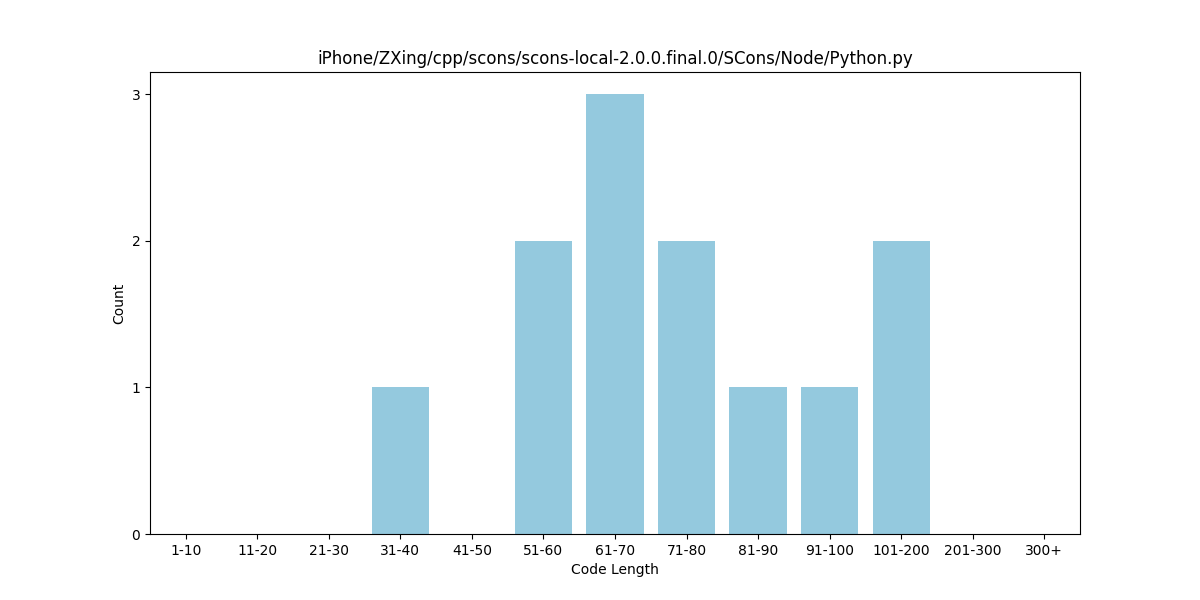 iPhone/ZXing/cpp/scons/scons-local-2.0.0.final.0/SCons/Node/Python.py
3
2
1
0
Count
1-10 11-20 21-30 31-40 41-50 51-60 61-70 71-80 81-90 91-100 101-200 201-300 300+
Code Length